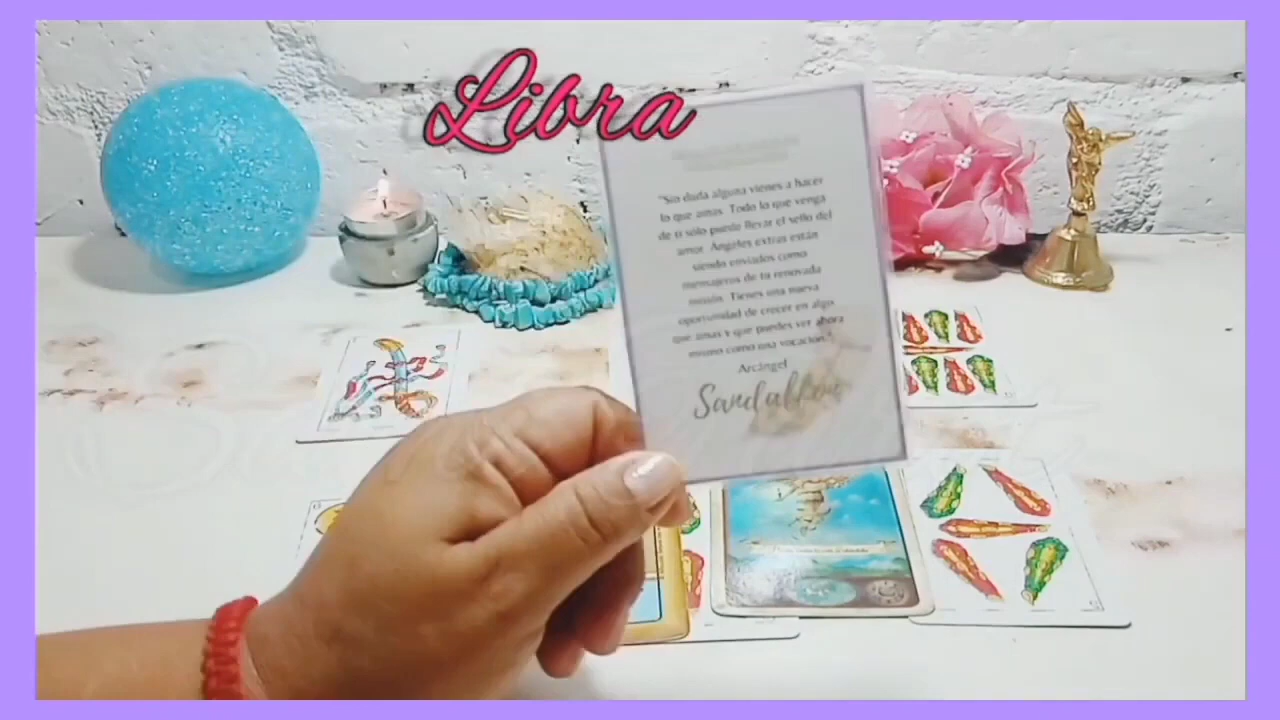 Libra
"Sin duda alguna vienes a hacer
lo que amas. Todo lo que venga
de ti sólo puede llevar el sello del
amor. Ángeles extras están
siendo enviados como
mensajeros de tu renovada
misión. Tienes una nueva
oportunidad de crecer en algo
que amas y que puedes ver ahora
mismo como una vocación."
Arcángel
Sandalfón